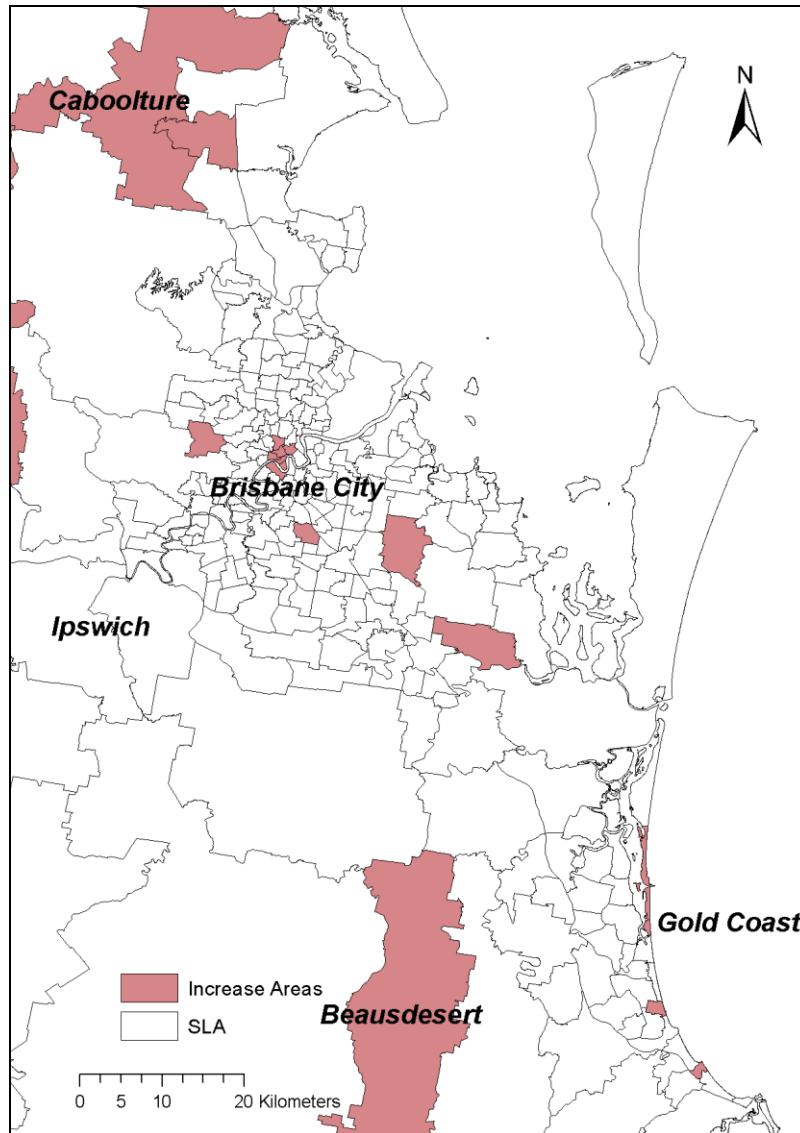 N
Caboolture
Brisbane City
Ipswich
Gold Coast
Increase Areas
Beausdesert
SLA
0 5 10 20 Kilometers